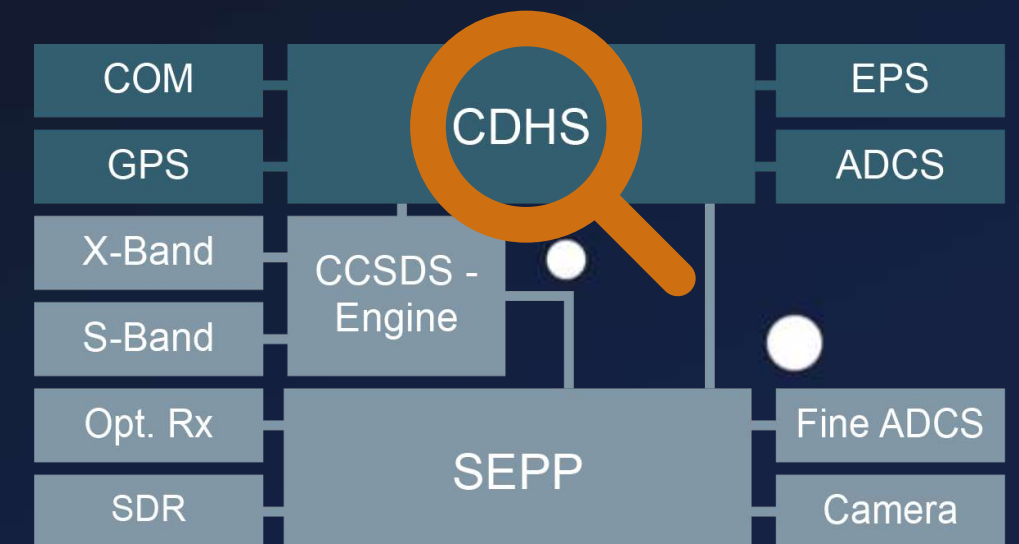 COM
CDHS
EPS
GPS
ADCS
X-Band
CCSDS -
Engine
S-Band
Opt. Rx
SEPP
Fine ADCS
SDR
Camera